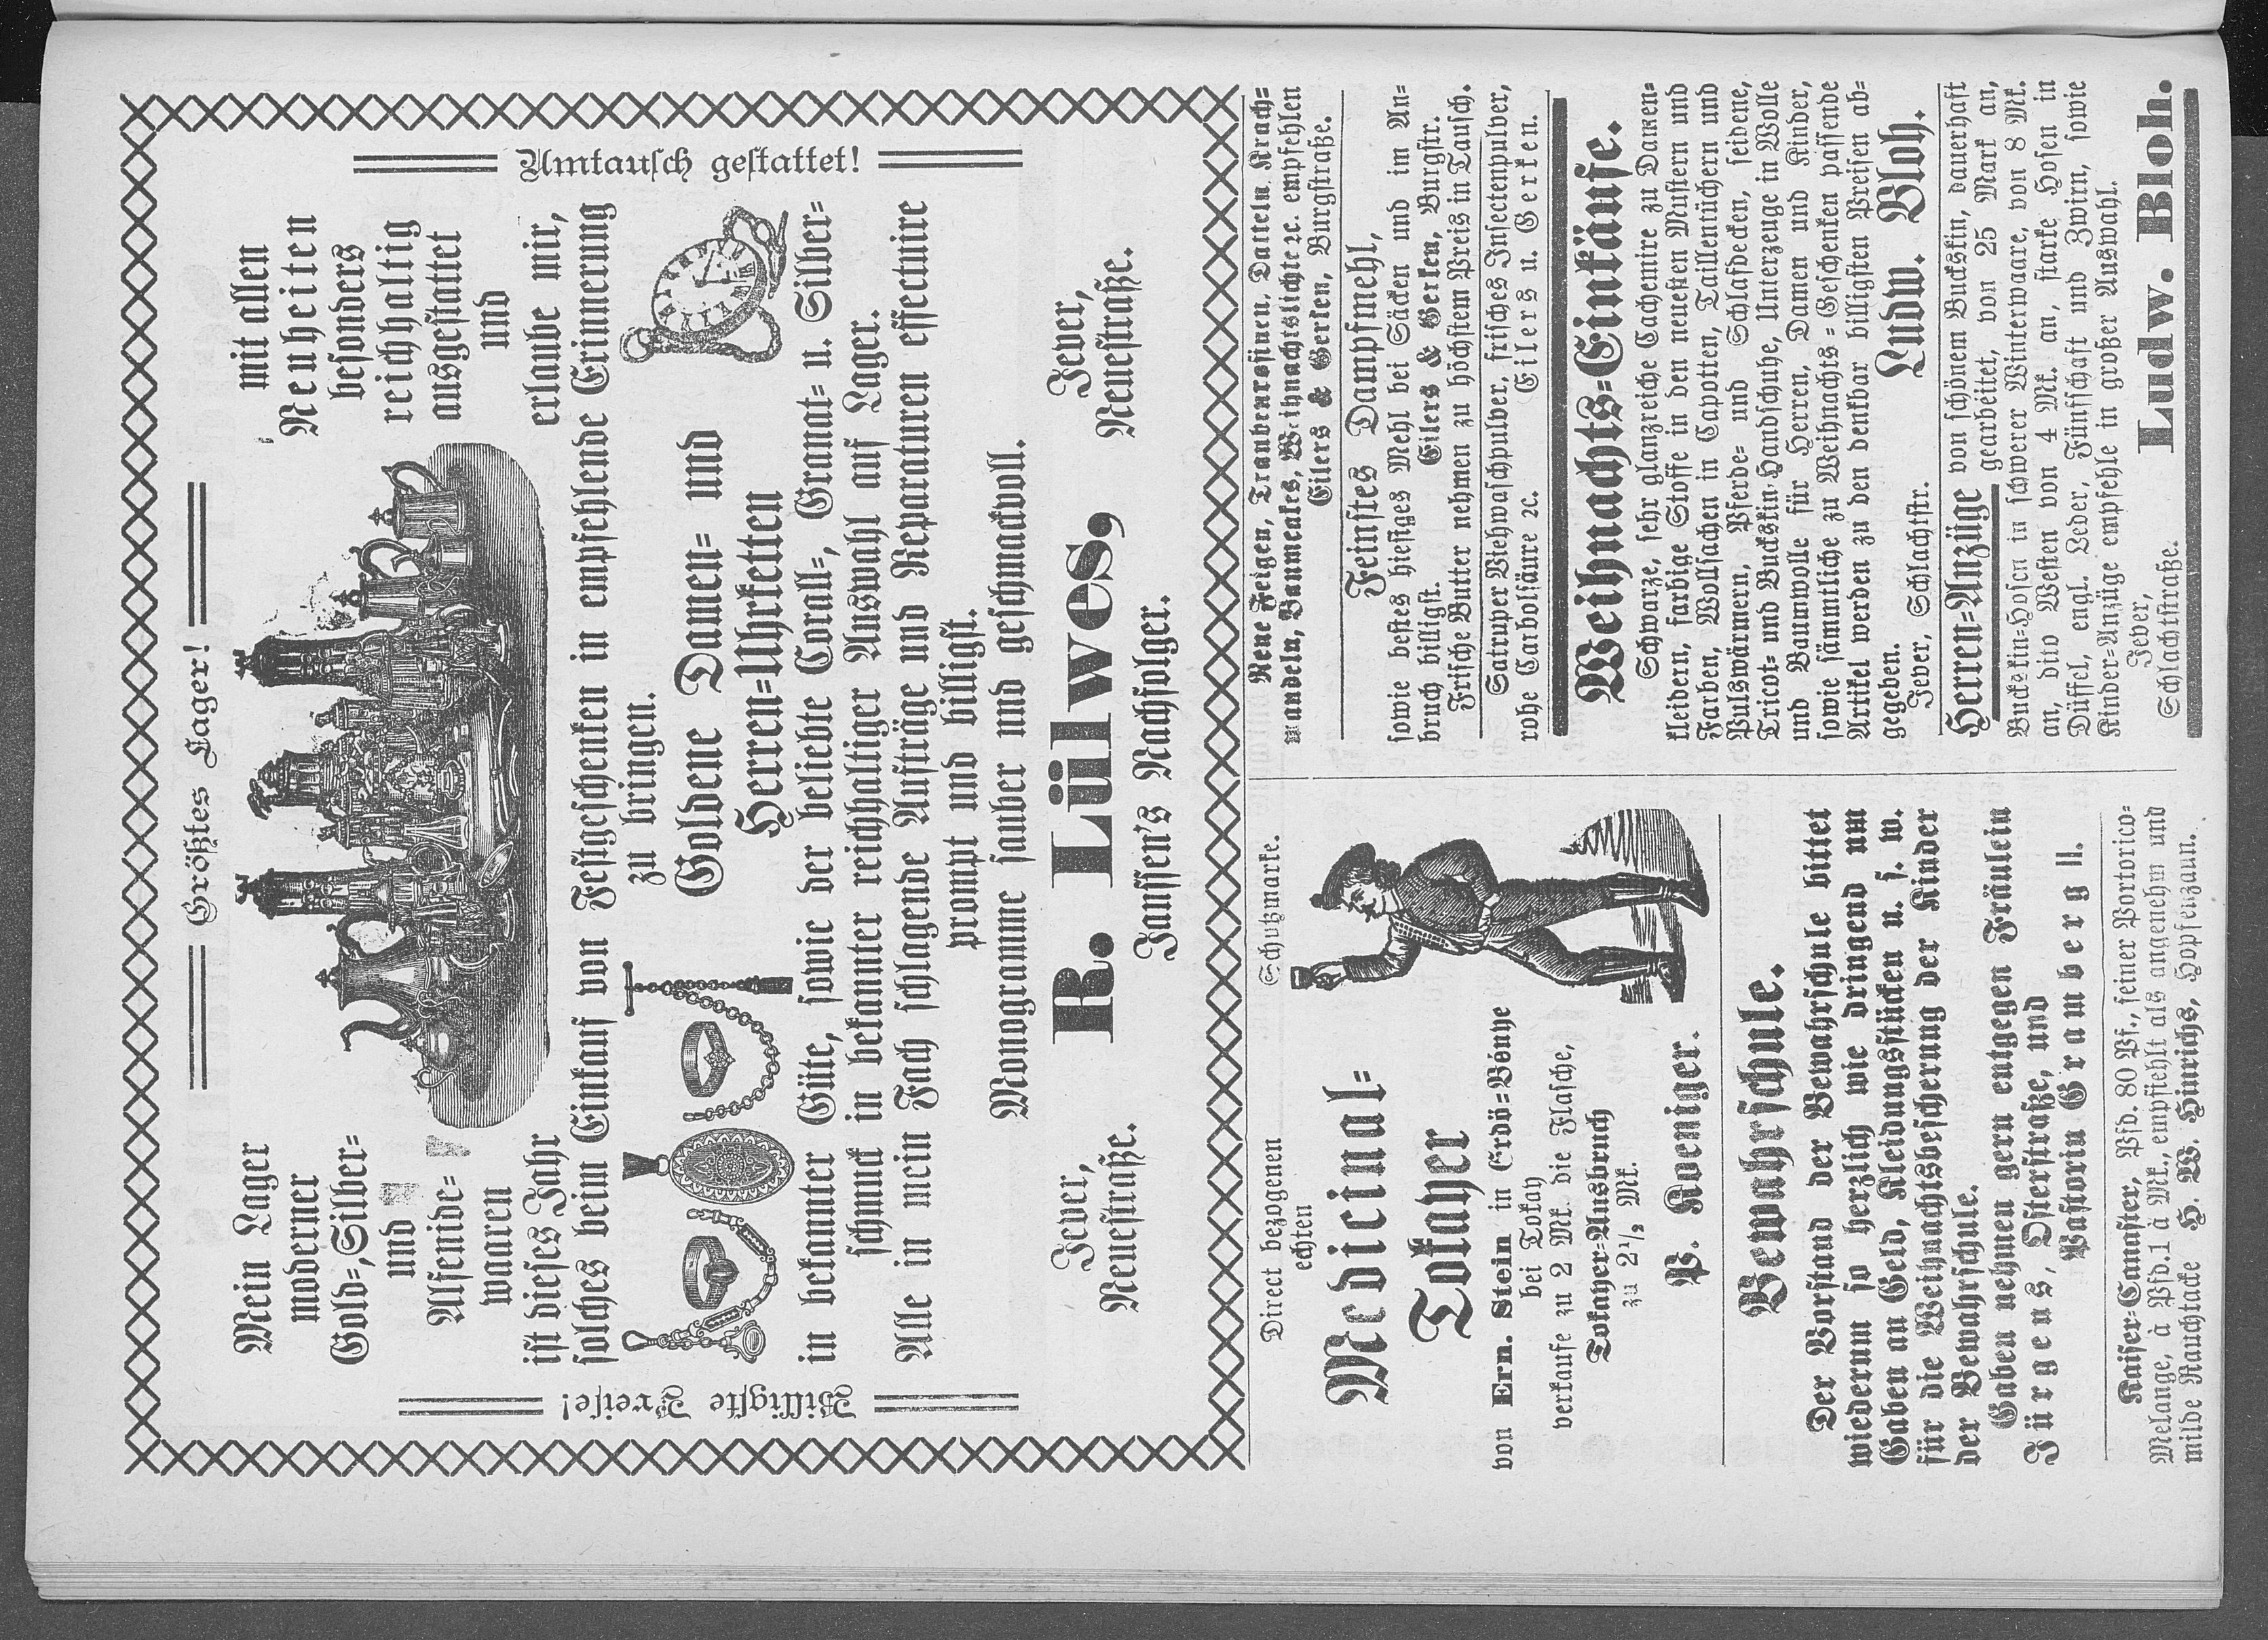 Größtes Lager!
Billigste Preise!
Umtausch gestattet!
Mein Lager
moderner
Gold-, Silber-
und
Alfenide-
waaren
ist dieses Jahr
mit allen
Neuheiten
besonders
reichhaltig
ausgestattet
und
erlaube mir,
solches beim Einkauf von Festgeschenken in empfehlende Erinnerung
zu bringen.
Goldene Damen- und
Herren-Uhrketten
in bekannter Güte, sowie der beliebte Corall-, Granat- u. Silber-
schmuck in bekannter reichhaltiger Auswahl auf Lager.
Alle in mein Fach schlagende Aufträge und Reparaturen effectuire
prompt und billigst.
Monogramme sauber und geschmackvoll.
Jever,
Neuestraße.
R. Lülwes,
Janssen's Nachfolger.
Jever,
Neuestraße.
Direct bezogenen
echten
Schutzmarke.
Medicinal-
Tokayer
von Ern. Stein in Erdö-Bénye
bei Tokay
verkaufe zu 2 Mk. die Flasche,
Tokayer-Ausbruch
zu 2½ Mk.
P. Koeniger.
Bewahrschule.
Der Vorstand der Bewahrschule bittet
wiederum so herzlich wie dringend um
Gaben an Geld, Kleidungsstücken u. s. w.
für die Weihnachtsbescherung der Kinder
der Bewahrschule.
Gaben nehmen gern entgegen Fräulein
Jürgens, Osterstraße, und
Pastorin Gramberg II.
Kaiser-Canaster, Pfd. 80 Pf., feiner Portorico-
Melange, à Pfd. 1 à Mk., empfiehlt als angenehm und
milde Rauchtacke H. W. Hinrichs, Hopfenzaun.
Neue Feigen, Traubenrosinen, Datteln, Krach-
mandeln, Baumcakes, Weihnachtslichte ꝛc. empfehlen
Eilers & Gerken, Burgstraße.
Feinstes Dampfmehl,
sowie bestes hiesiges Mehl bei Säcken und im An-
bruch billigst. Eilers & Gerken, Burgstr.
Frische Butter nehmen zu höchstem Preis in Tausch.
Satruper Viehwaschpulver, frisches Insectenpulver,
rohe Carbolsäure ꝛc. Eilers u. Gerken.
Weihnachts-Einkäufe.
Schwarze, sehr glanzreiche Cachemire zu Damen-
kleidern, farbige Stoffe in den neuesten Mustern und
Farben, Wollsachen in Capotten, Taillentüchern und
Pulswärmern, Pferde- und Schlafdecken, seidene,
Tricot- und Buckskin-Handschuhe, Unterzeuge in Wolle
und Baumwolle für Herren, Damen und Kinder,
sowie sämmtliche zu Weihnachts-Geschenken passende
Artikel werden zu den denkbar billigsten Preisen ab-
gegeben.
Jever, Schlachtstr. Ludw. Bloh.
Herren-Anzüge von schönem Buckskin, dauerhaft
gearbeitet, von 25 Mark an,
Buckskin-Hosen in schwerer Winterwaare, von 8 Mk.
an, dito Westen von 4 Mk. an, starke Hosen in
Düffel, engl. Leder, Fünfschaft und Zwirn, sowie
Kinder-Anzüge empfehle in großer Auswahl.
Jever,
Schlachtstraße. Ludw. Bloh.